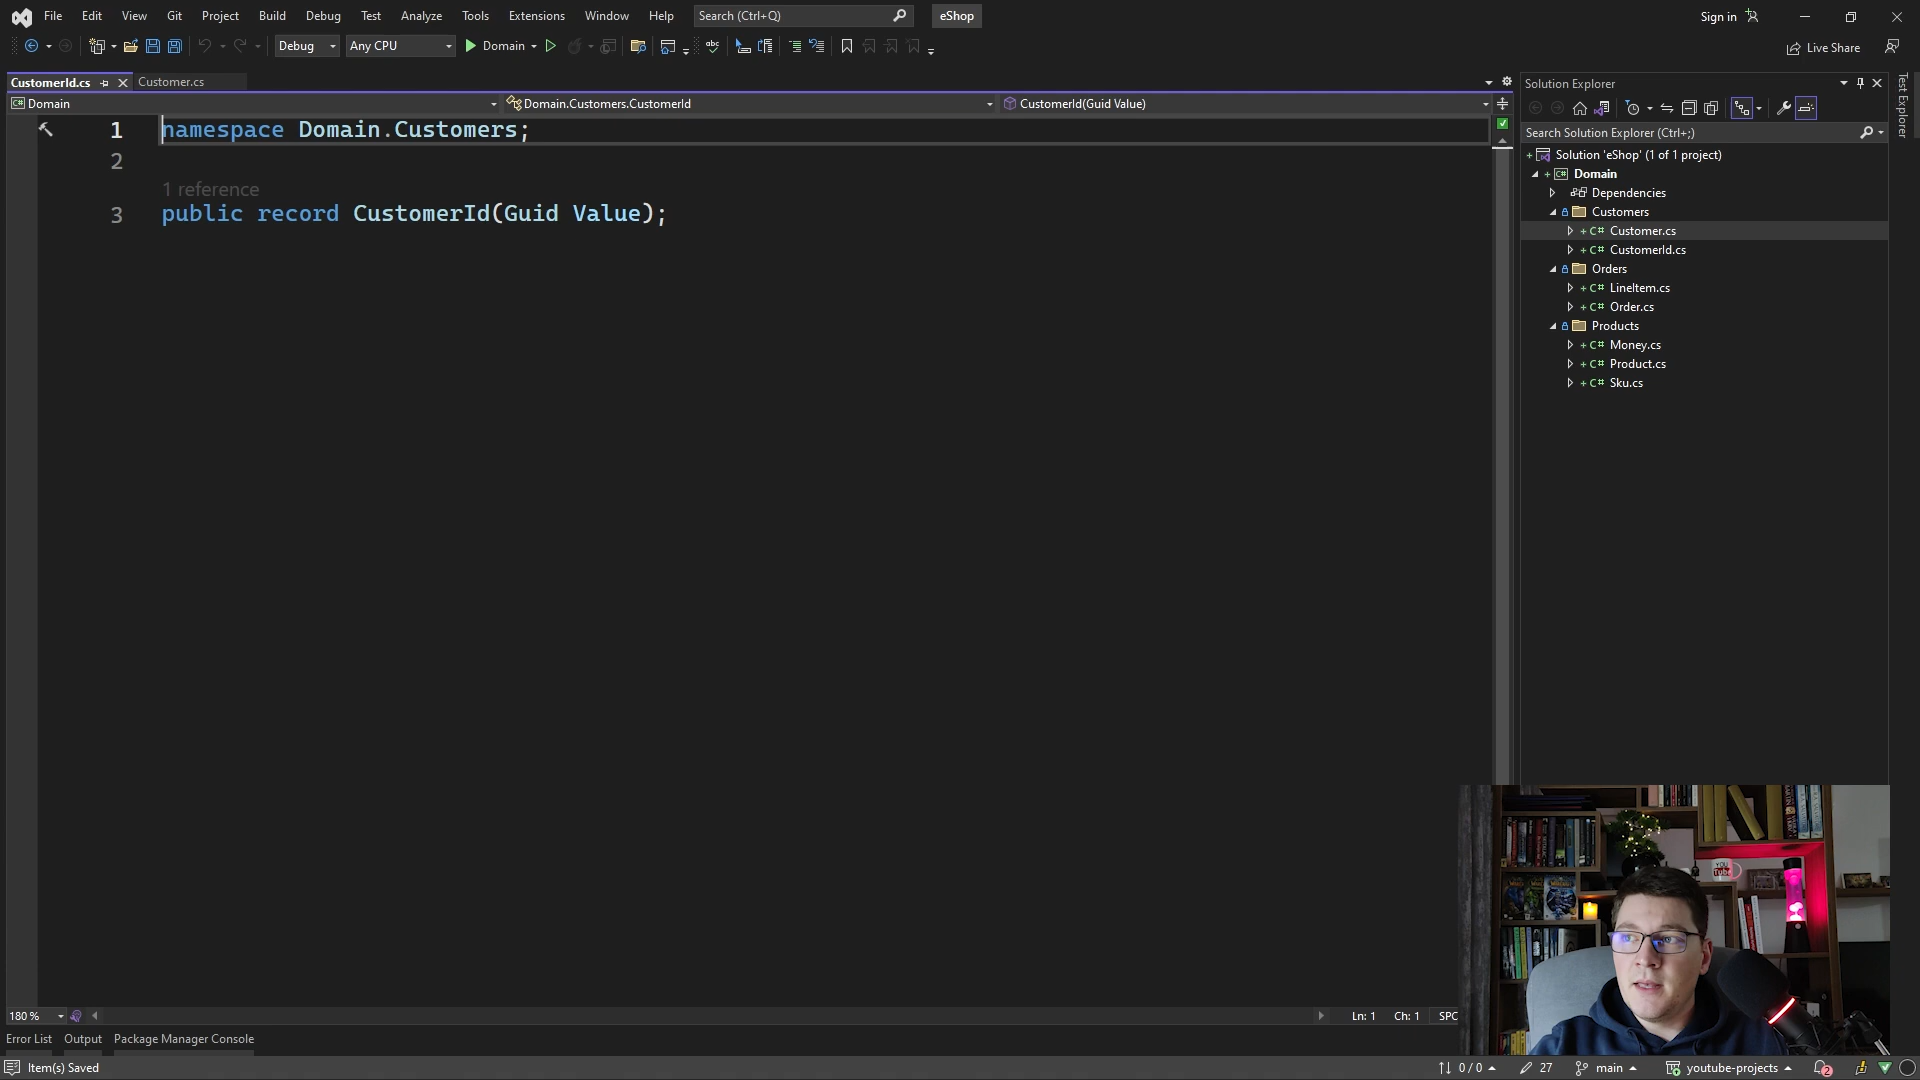 File Edit View Git Project Build Debug Test Analyze Tools Extensions Window Help Search (Ctrl+Q) eShop Sign in
Debug Any CPU Domain Live Share
CustomerId.cs Customer.cs
Domain Domain.Customers.CustomerId CustomerId(Guid Value)
1 namespace Domain.Customers;
2
1 reference
3 public record CustomerId(Guid Value);
Solution Explorer
Search Solution Explorer (Ctrl+;)
Solution 'eShop' (1 of 1 project)
Domain
Dependencies
Customers
Customer.cs
CustomerId.cs
Orders
LineItem.cs
Order.cs
Products
Money.cs
Product.cs
Sku.cs
Test Explorer
YOU
Tube
180 % Ln: 1 Ch: 1 SPC
Error List Output Package Manager Console
Item(s) Saved 0 / 0 27 main youtube-projects 2